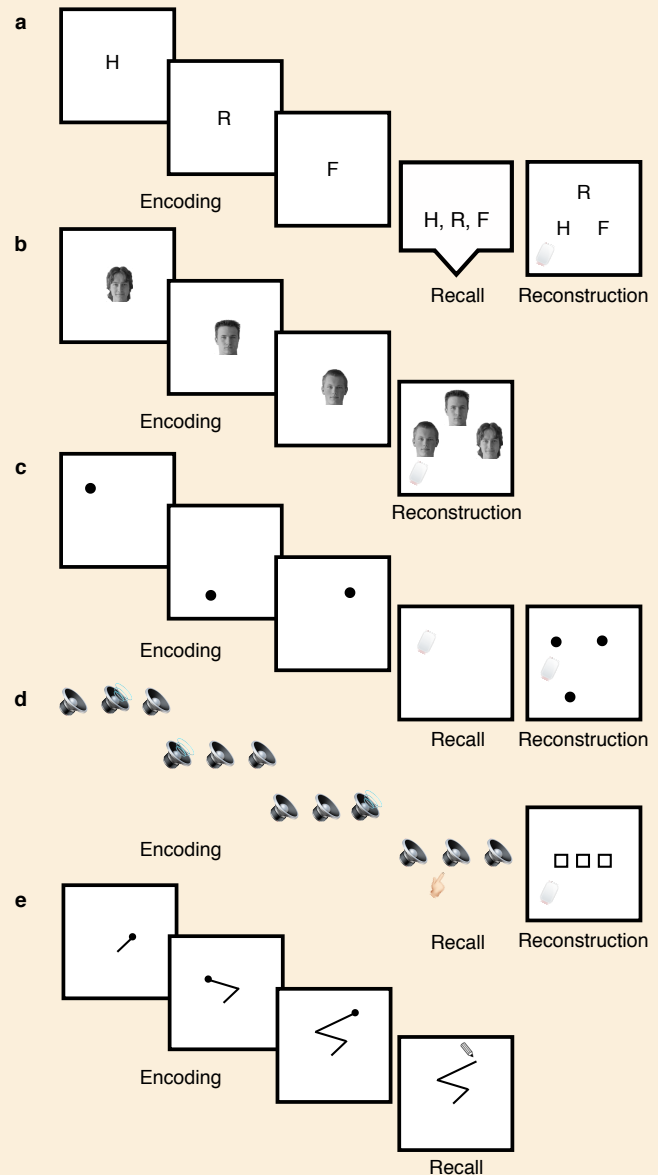 a
H
R
F
Encoding
H, R, F
Recall
R
H F
Reconstruction
b
Encoding
Reconstruction
c
Encoding
Recall
Reconstruction
d
Encoding
Recall
Reconstruction
e
Encoding
Recall